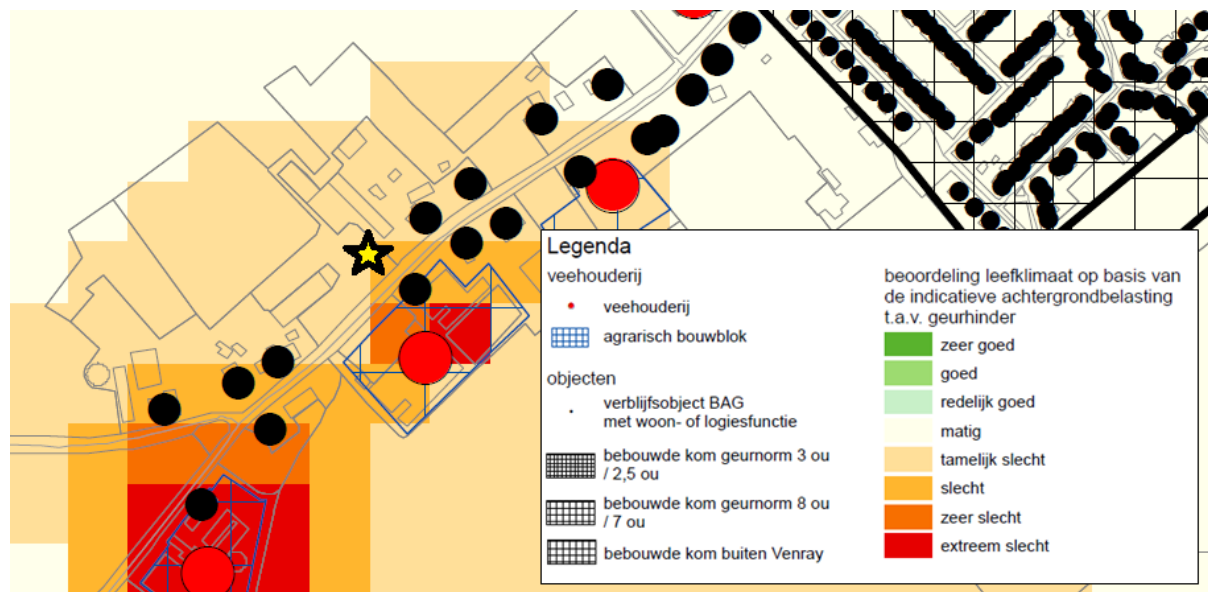 Legenda
veehouderij
veehouderij
agrarisch bouwblok
objecten
verblijfsobject BAG
met woon- of logiesfunctie
bebouwde kom geurnorm 3 ou
/ 2,5 ou
bebouwde kom geurnorm 8 ou
/ 7 ou
bebouwde kom buiten Venray
beoordeling leefklimaat op basis van
de indicatieve achtergrondbelasting
t.a.v. geurhinder
zeer goed
goed
redelijk goed
matig
tamelijk slecht
slecht
zeer slecht
extreem slecht